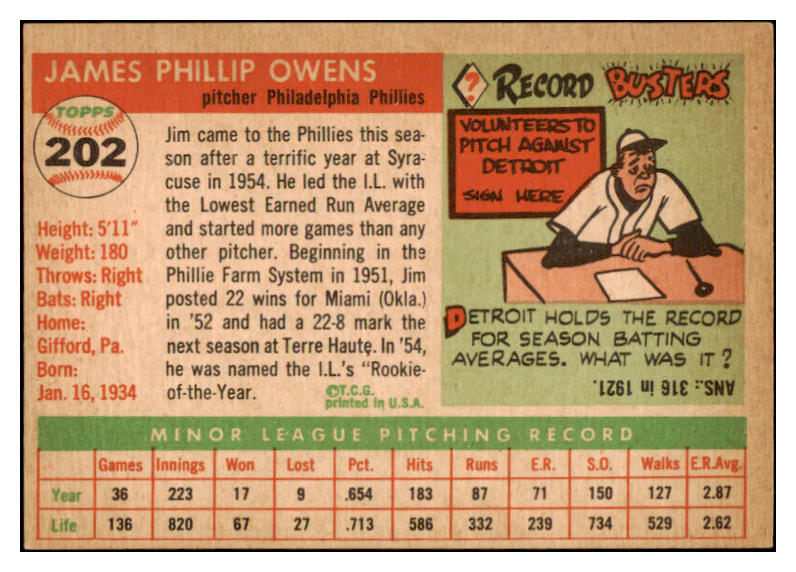 JAMES PHILLIP OWENS
pitcher Philadelphia Phillies
TOPPS
202
Height: 5'11"
Weight: 180
Throws: Right
Bats: Right
Home:
Gifford, Pa.
Born:
Jan. 16, 1934
Jim came to the Phillies this sea-
son after a terrific year at Syra-
cuse in 1954. He led the I.L. with
the Lowest Earned Run Average
and started more games than any
other pitcher. Beginning in the
Phillie Farm System in 1951, Jim
posted 22 wins for Miami (Okla.)
in '52 and had a 22-8 mark the
next season at Terre Haute. In '54,
he was named the I.L.'s "Rookie-
of-the-Year.
©T.C.G.
printed in U.S.A.
? RECORD BUSTERS
VOLUNTEERS TO
PITCH AGAINST
DETROIT
SIGN HERE
DETROIT HOLDS THE RECORD
FOR SEASON BATTING
AVERAGES. WHAT WAS IT?
ANS.: 316 in 1921.
MINOR LEAGUE PITCHING RECORD
Games Innings Won Lost Pct. Hits Runs E.R. S.O. Walks E.R.Avg.
Year 36 223 17 9 .654 183 87 71 150 127 2.87
Life 136 820 67 27 .713 586 332 239 734 529 2.62